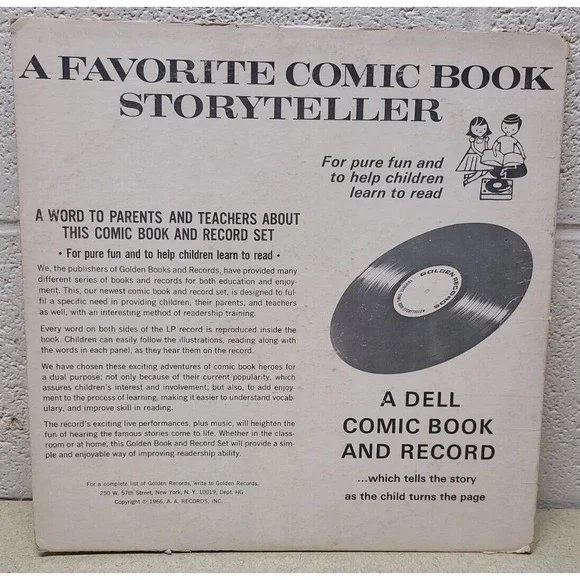 A FAVORITE COMIC BOOK
STORYTELLER
For pure fun and
to help children
learn to read
A WORD TO PARENTS AND TEACHERS ABOUT
THIS COMIC BOOK AND RECORD SET
• For pure fun and to help children learn to read •
We, the publishers of Golden Books and Records, have provided many
different series of books and records for both education and enjoy-
ment. This, our newest comic book and record set, is designed to ful-
fil a specific need in providing children, their parents, and teachers
as well, with an interesting method of readership training.
Every word on both sides of the LP record is reproduced inside the
book. Children can easily follow the illustrations, reading along with
the words in each panel, as they hear them on the record.
We have chosen these exciting adventures of comic book heroes for
a dual purpose; not only because of their current popularity, which
assures children's interest and involvement; but also, to add enjoy-
ment to the process of learning, making it easier to understand vocab-
ulary, and improve skill in reading.
The record's exciting live performances, plus music, will heighten the
fun of hearing the famous stories come to life. Whether in the class-
room or at home, this Golden Book and Record Set will provide a sim-
ple and enjoyable way of improving readership ability.
For a complete list of Golden Records, write to Golden Records,
250 W. 57th Street, New York, N. Y. 10019, Dept. HG
Copyright © 1966, A. A. RECORDS, INC.
GOLDEN RECORDS
A DELL
COMIC BOOK
AND RECORD
...which tells the story
as the child turns the page